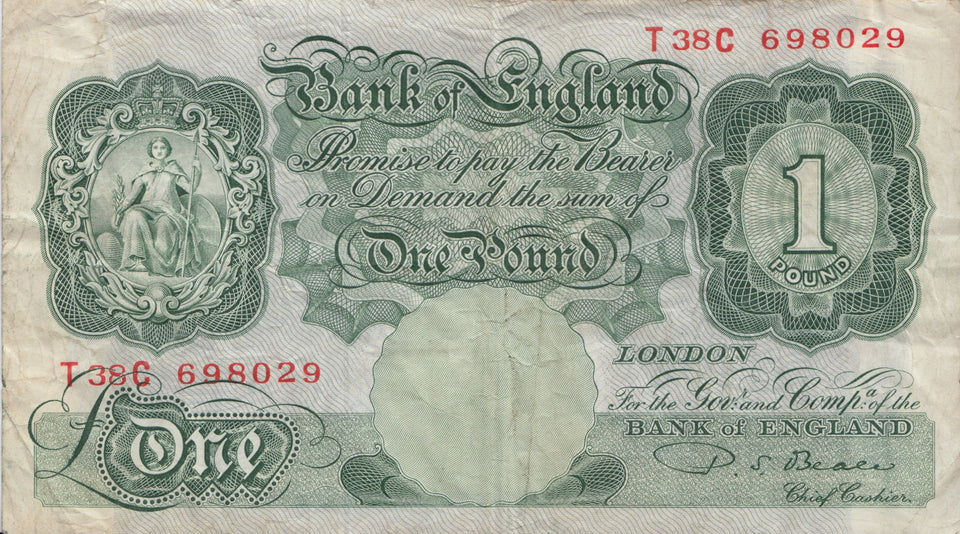 T38C 698029
Bank of England
Promise to pay the Bearer
on Demand the sum of
One Pound
1
POUND
T38C 698029
£ One
LONDON
For the Govr. and Compa. of the
BANK of ENGLAND
P. S. Beale
Chief Cashier.